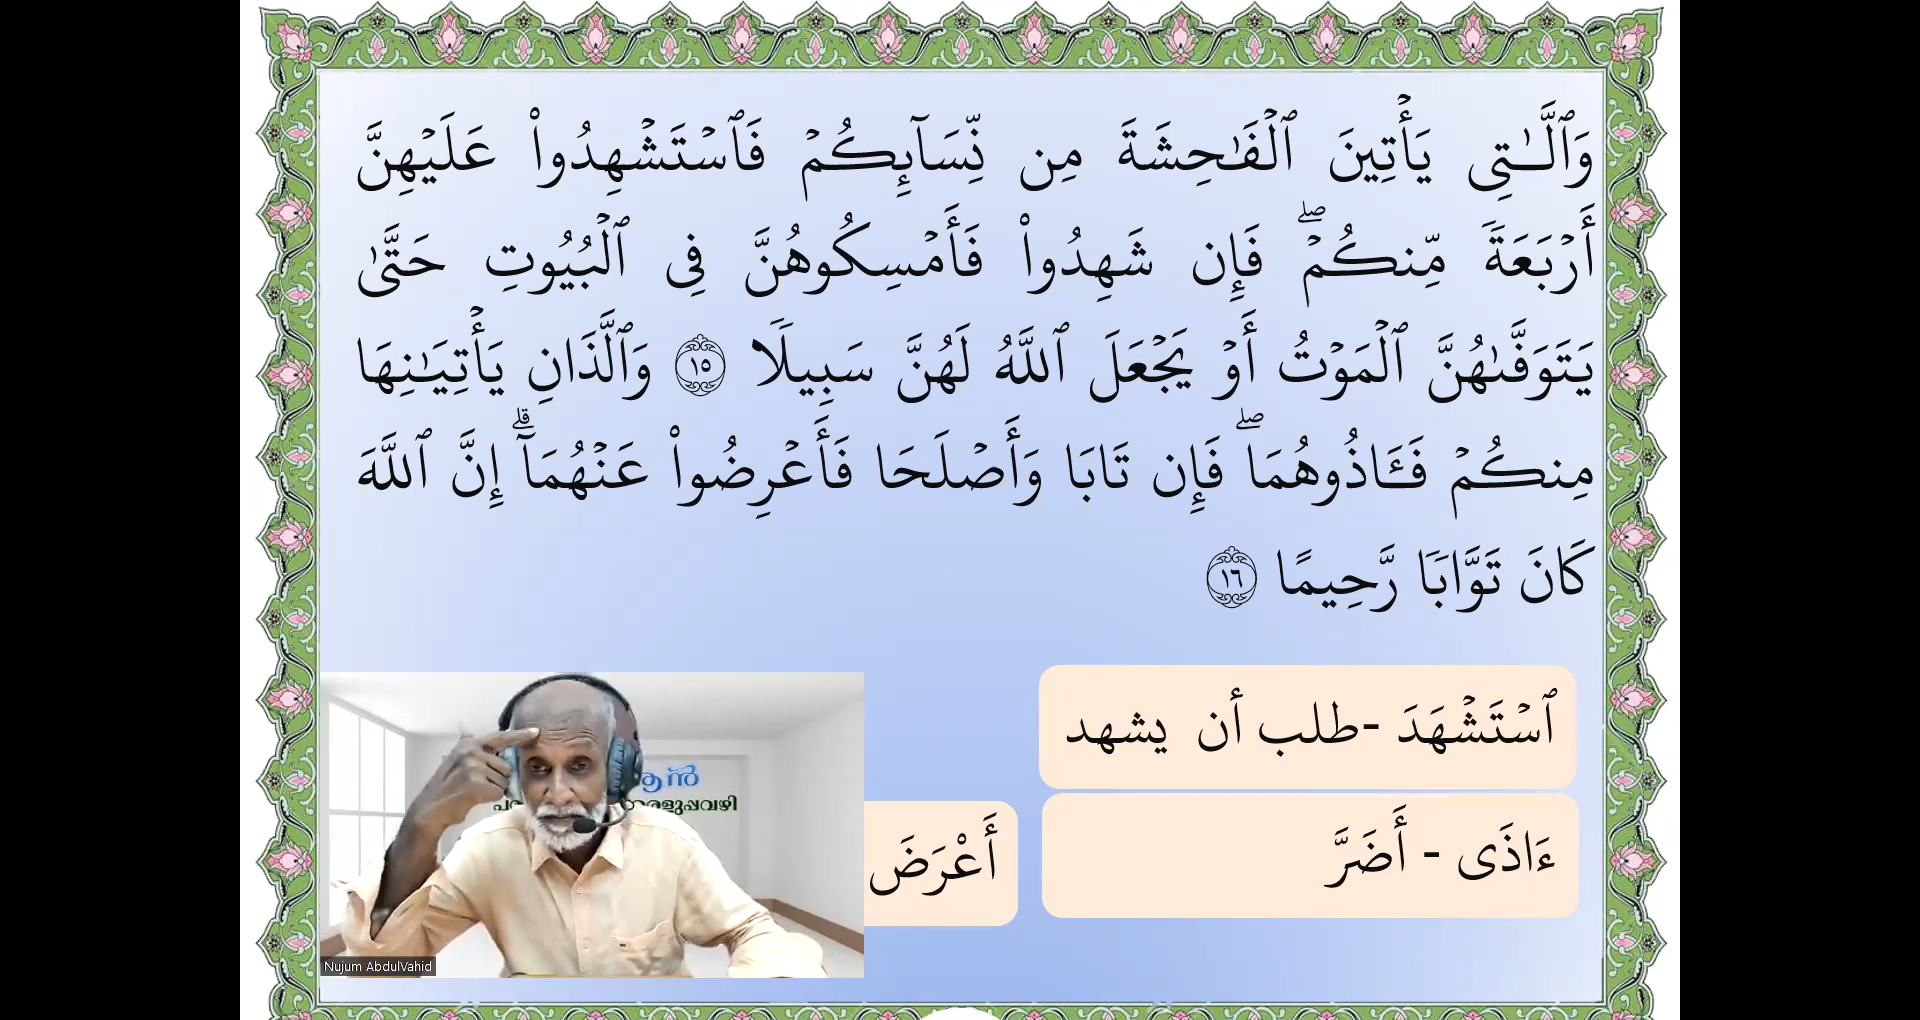 وَٱلَّـٰتِى يَأۡتِينَ ٱلۡفَـٰحِشَةَ مِن نِّسَآئِكُمۡ فَٱسۡتَشۡهِدُوا۟ عَلَيۡهِنَّ
أَرۡبَعَةً مِّنكُمۡۖ فَإِن شَهِدُوا۟ فَأَمۡسِكُوهُنَّ فِى ٱلۡبُيُوتِ حَتَّىٰ
يَتَوَفَّىٰهُنَّ ٱلۡمَوۡتُ أَوۡ يَجۡعَلَ ٱللَّهُ لَهُنَّ سَبِيلًا ١٥ وَٱلَّذَانِ يَأۡتِيَـٰنِهَا
مِنكُمۡ فَـَٔاذُوهُمَاۖ فَإِن تَابَا وَأَصۡلَحَا فَأَعۡرِضُوا۟ عَنۡهُمَآۗ إِنَّ ٱللَّهَ
كَانَ تَوَّابًا رَّحِيمًا ١٦
ٱسۡتَشۡهَدَ -طلب أن يشهد
ءَاذَى - أَضَرَّ
أَعْرَضَ
Nujum AbdulVahid